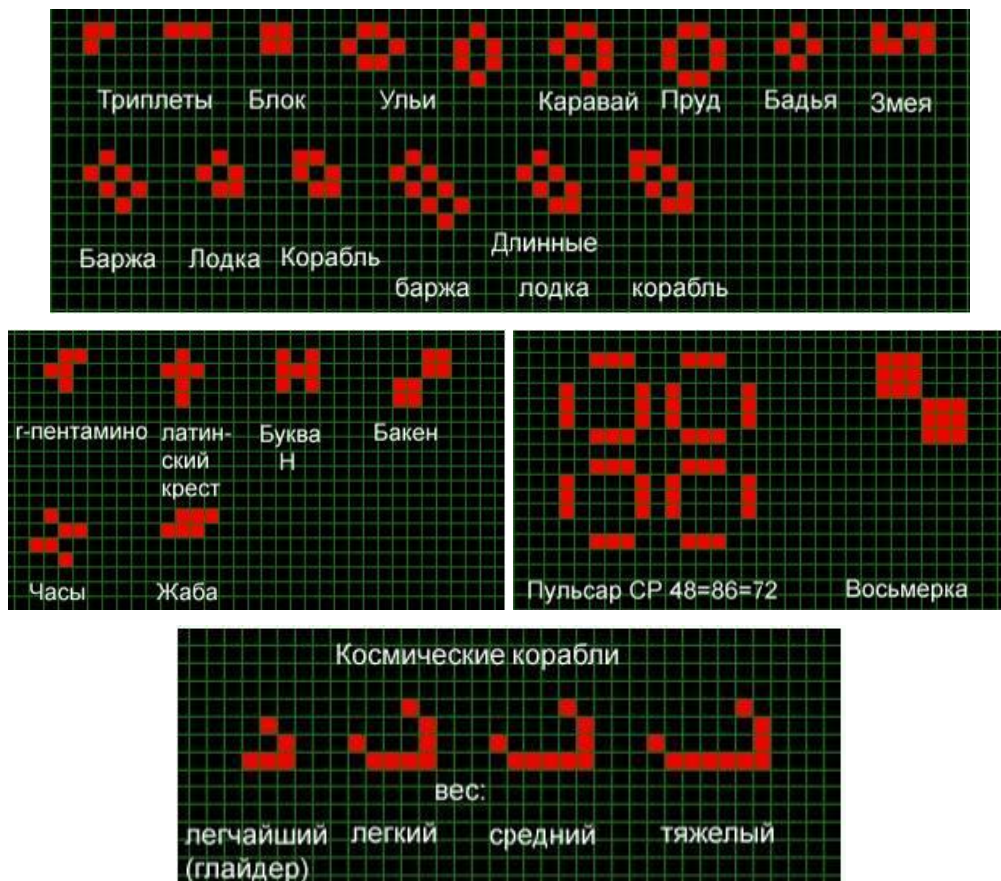 Триплеты Блок Ульи Каравай Пруд Бадья Змея
Длинные
Баржа Лодка Корабль
баржа лодка корабль
r-пентамино латин- Буква Бакен
ский Н
крест
Часы Жаба
Пульсар СР 48=86=72 Восьмерка
Космические корабли
вес:
легчайший легкий средний тяжелый
(глайдер)